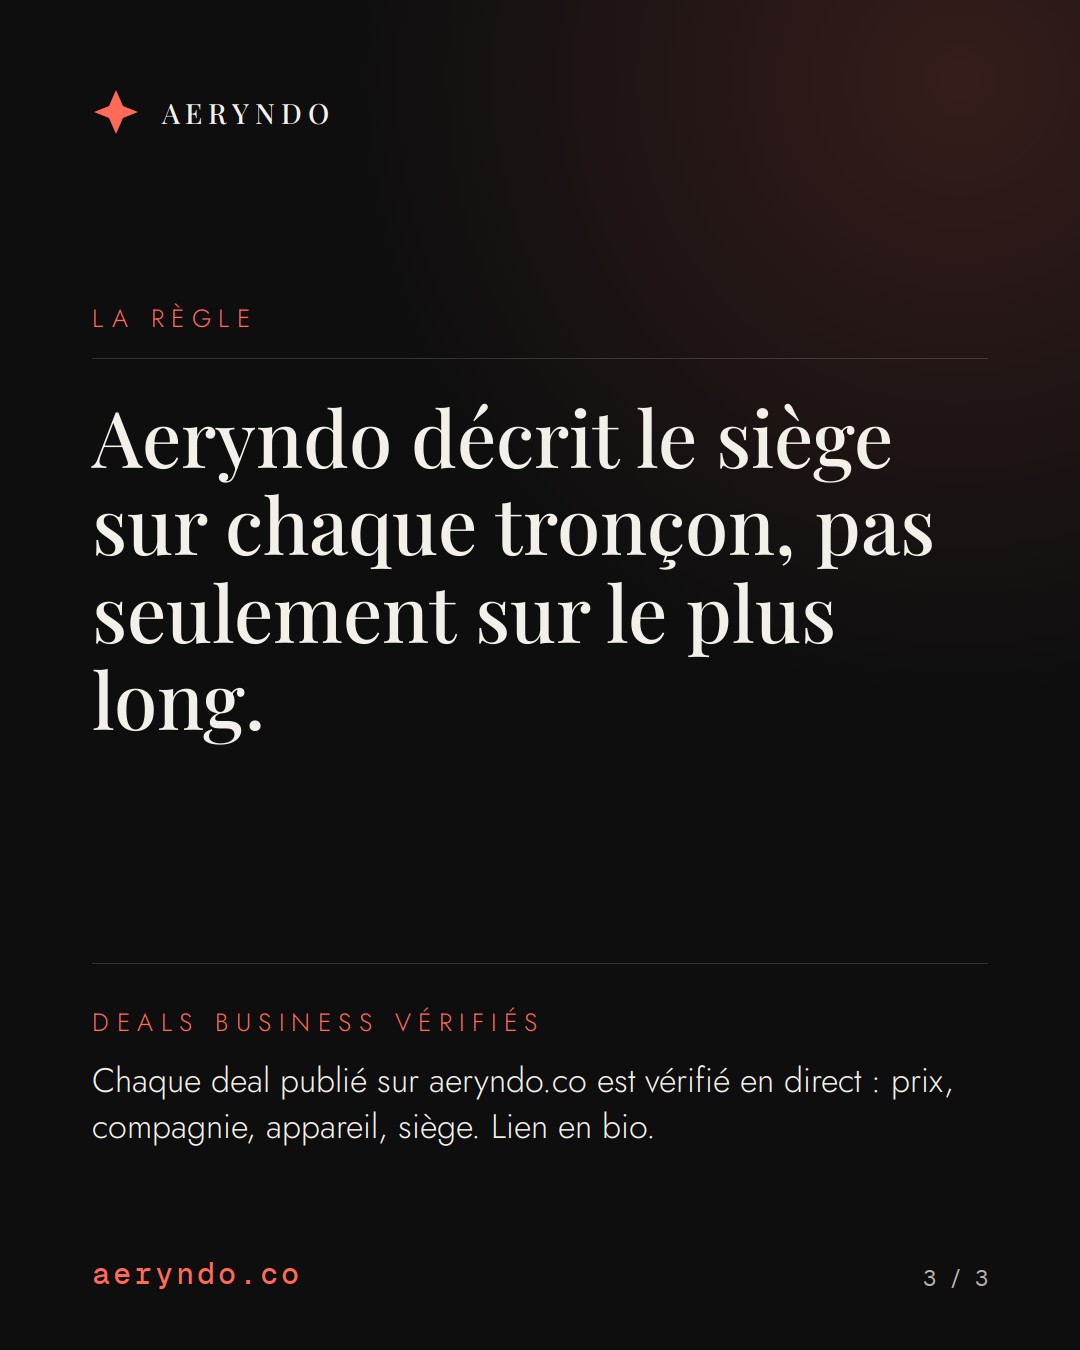 AERYNDO
LA RÈGLE
Aeryndo décrit le siège
sur chaque tronçon, pas
seulement sur le plus
long.
DEALS BUSINESS VÉRIFIÉS
Chaque deal publié sur aeryndo.co est vérifié en direct : prix,
compagnie, appareil, siège. Lien en bio.
aeryndo.co
3 / 3